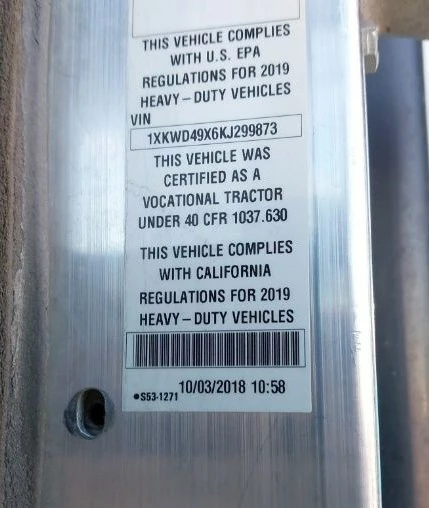 THIS VEHICLE COMPLIES
WITH U.S. EPA
REGULATIONS FOR 2019
HEAVY-DUTY VEHICLES
VIN
1XKWD49X6KJ299873
THIS VEHICLE WAS
CERTIFIED AS A
VOCATIONAL TRACTOR
UNDER 40 CFR 1037.630
THIS VEHICLE COMPLIES
WITH CALIFORNIA
REGULATIONS FOR 2019
HEAVY-DUTY VEHICLES
S53-1271 10/03/2018 10:58